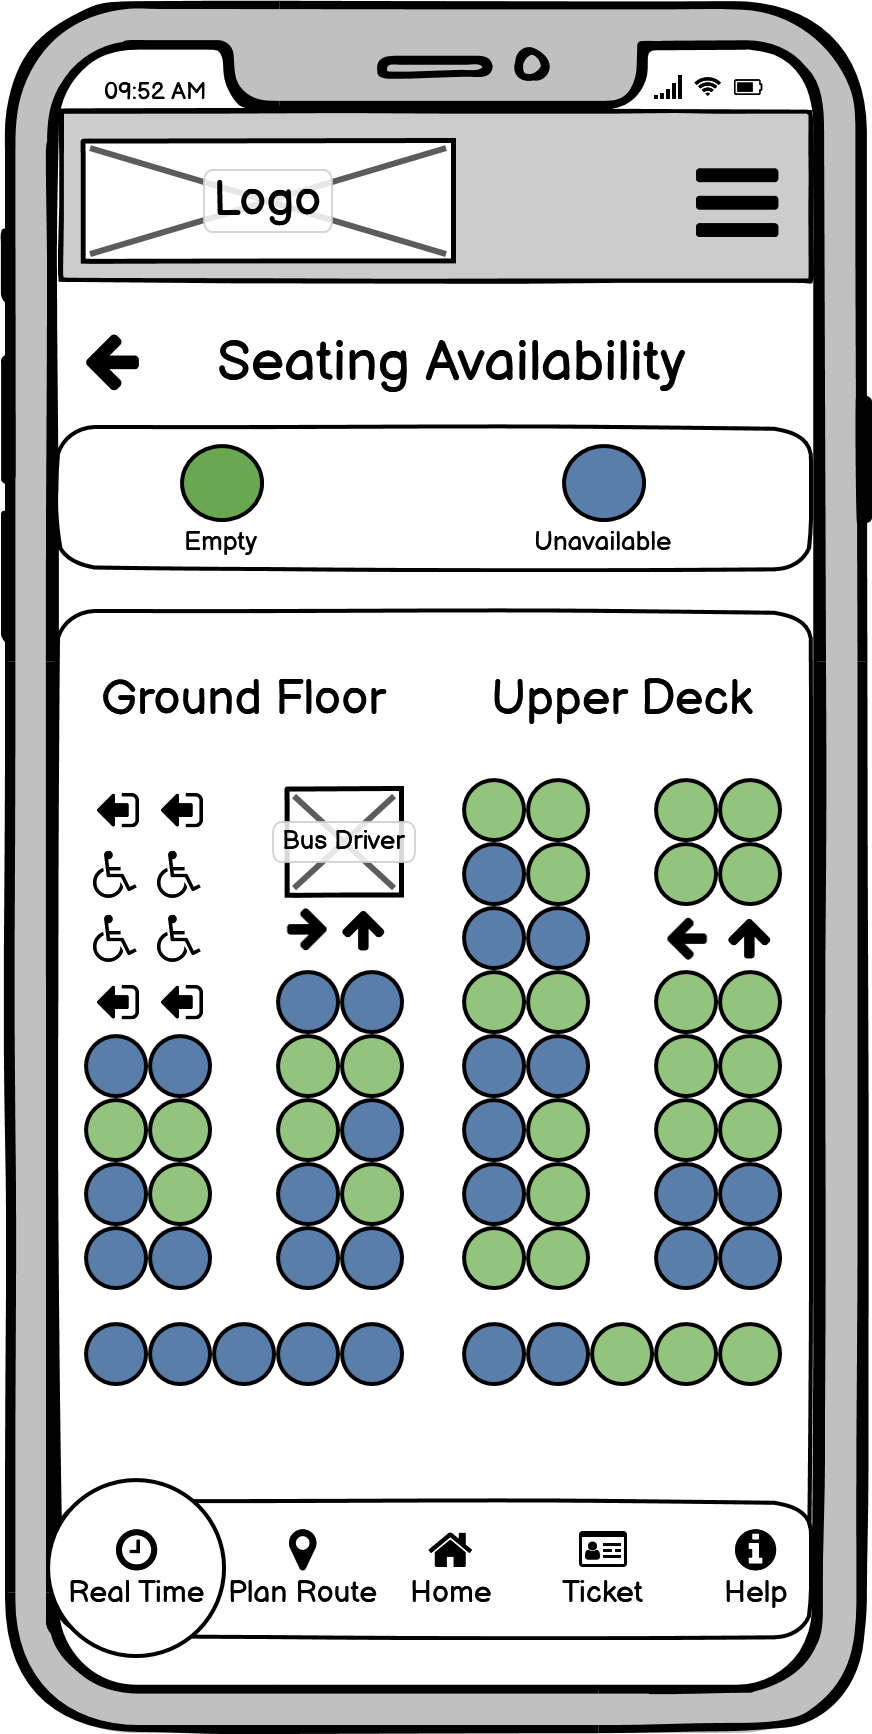 09:52 AM
Logo
Seating Availability
Empty
Unavailable
Ground Floor
Upper Deck
Bus Driver
Real Time
Plan Route
Home
Ticket
Help